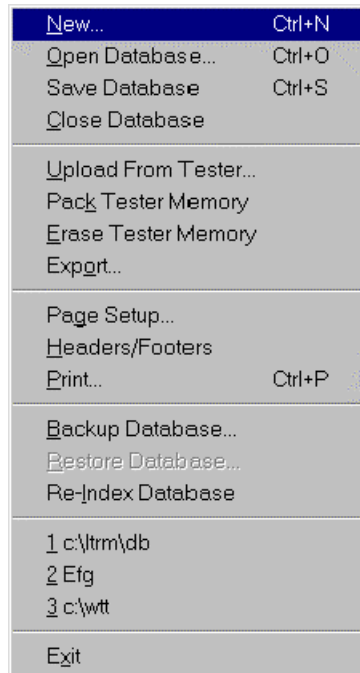 New... Ctrl+N
Open Database... Ctrl+O
Save Database Ctrl+S
Close Database
Upload From Tester...
Pack Tester Memory
Erase Tester Memory
Export...
Page Setup...
Headers/Footers
Print... Ctrl+P
Backup Database...
Restore Database...
Re-Index Database
1 c:\ltrm\db
2 Efg
3 c:\wtt
Exit